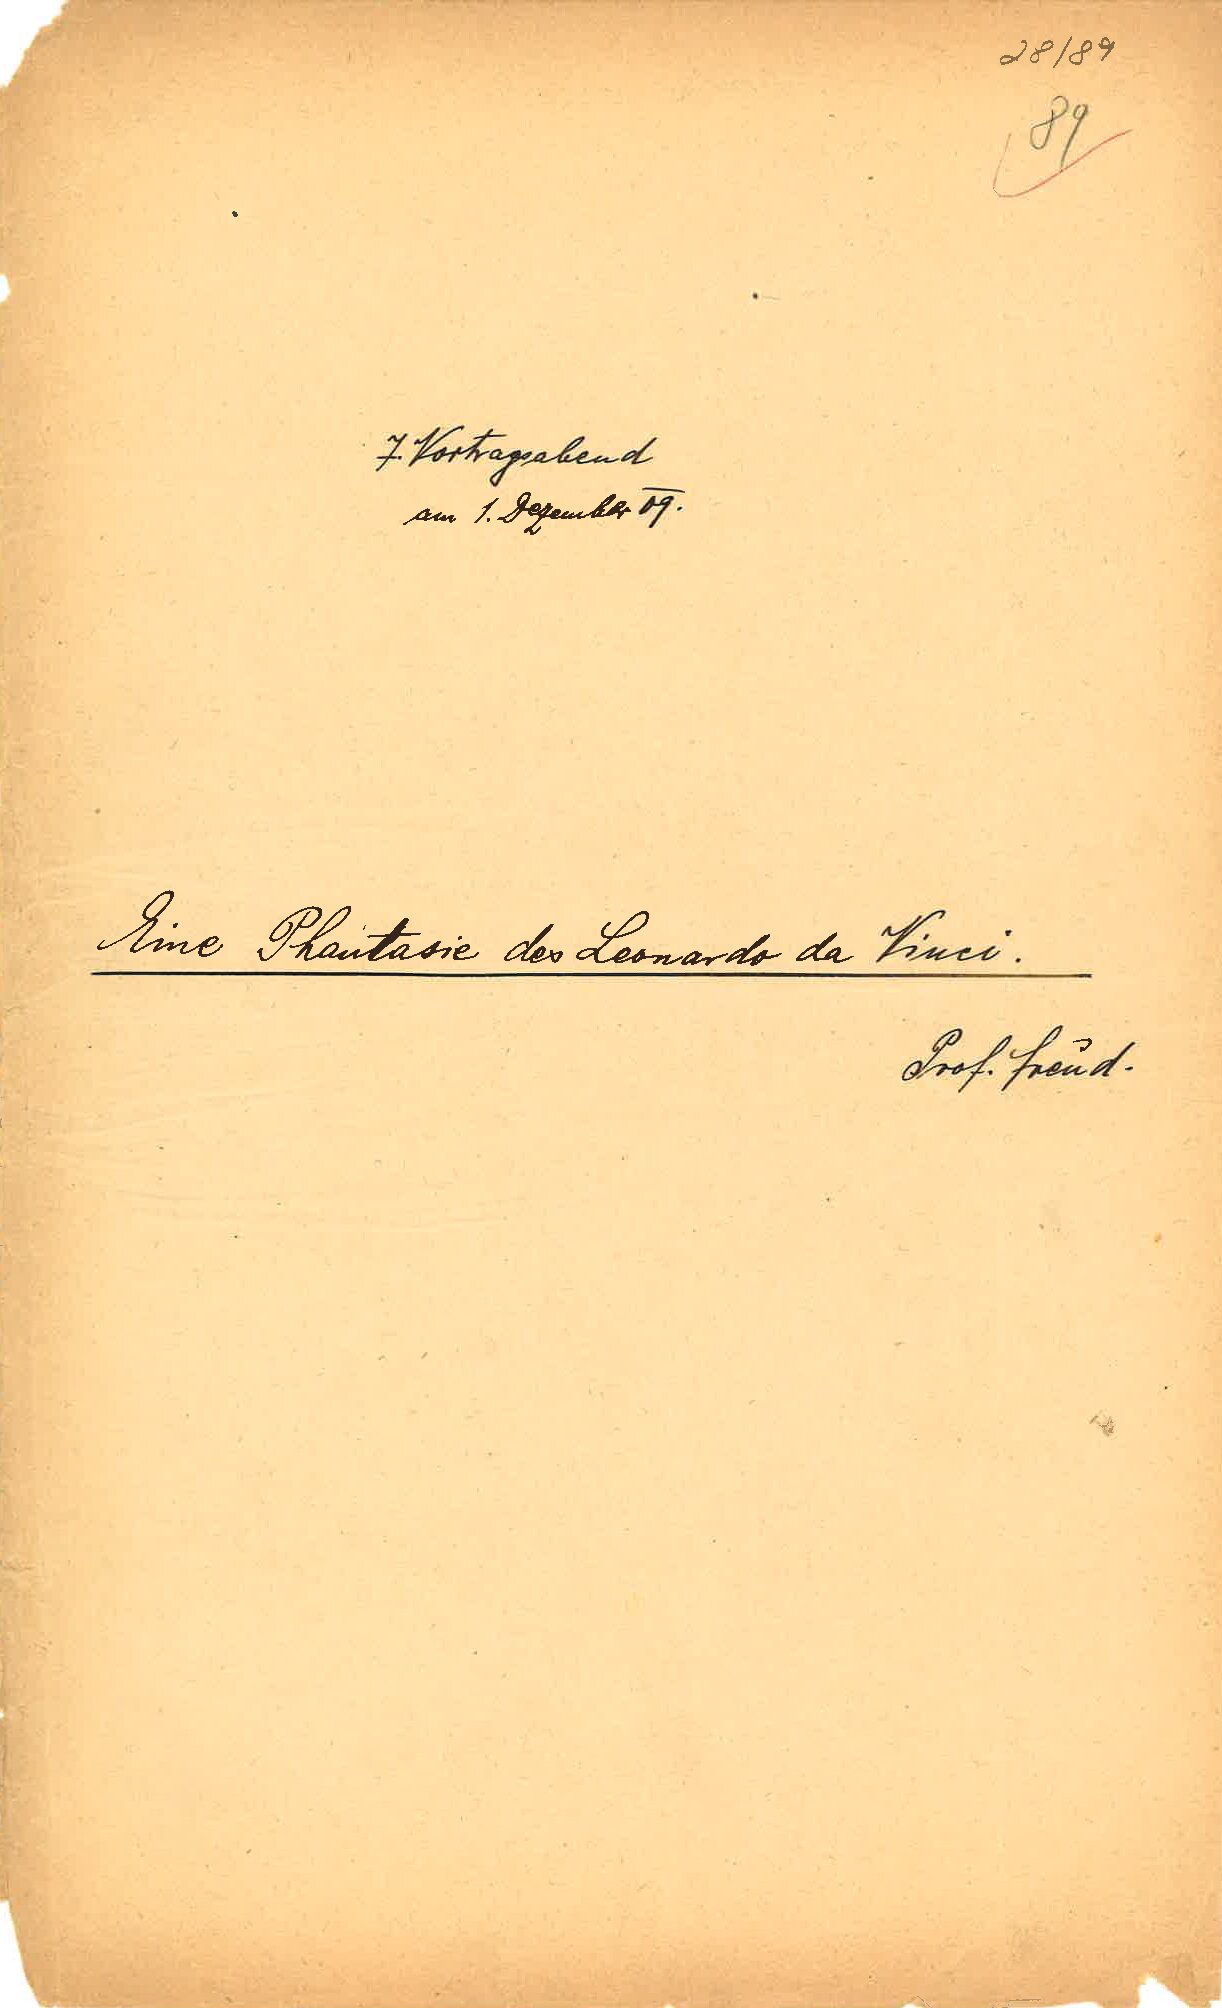 28/89
89
7. Vortragsabend
am 1. Dezember 09.
Eine Phantasie des Leonardo da Vinci.
Prof. Freud.